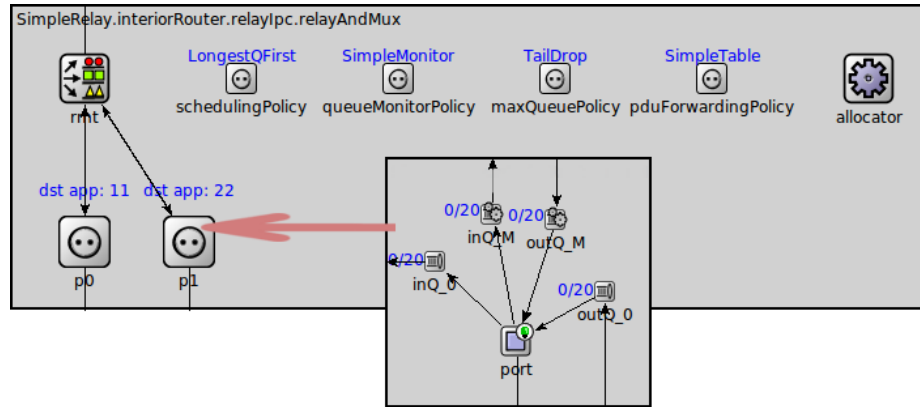 SimpleRelay.interiorRouter.relayIpc.relayAndMux
LongestQFirst
SimpleMonitor
TailDrop
SimpleTable
rmt
schedulingPolicy
queueMonitorPolicy
maxQueuePolicy
pduForwardingPolicy
allocator
dst app: 11
dst app: 22
p0
p1
0/20
inQ_M
0/20
outQ_M
0/20
inQ_0
0/20
outQ_0
port